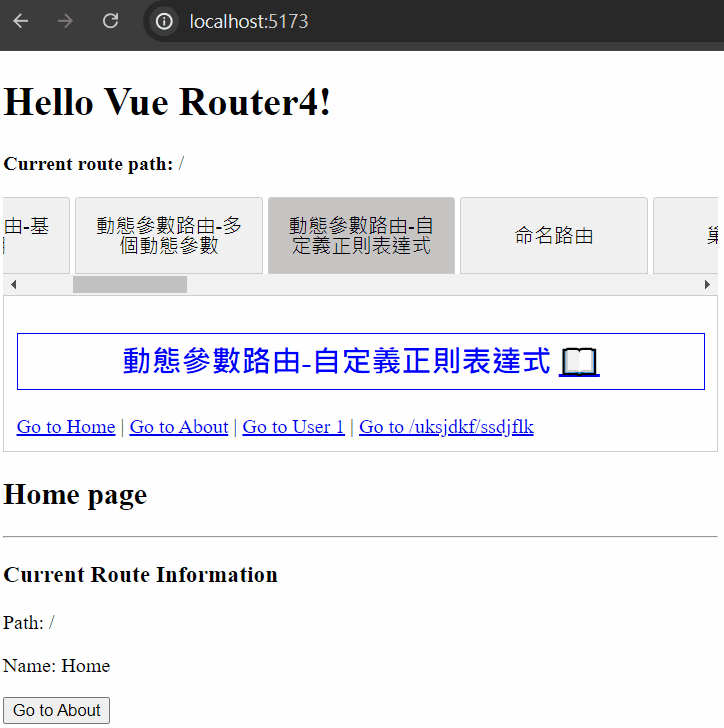 localhost:5173
Hello Vue Router4!
Current route path: /
由-基
動態參數路由-多
個動態參數
動態參數路由-自
定義正則表達式
命名路由
動態參數路由-自定義正則表達式 📖
Go to Home | Go to About | Go to User 1 | Go to /uksjdkf/ssdjflk
Home page
Current Route Information
Path: /
Name: Home
Go to About